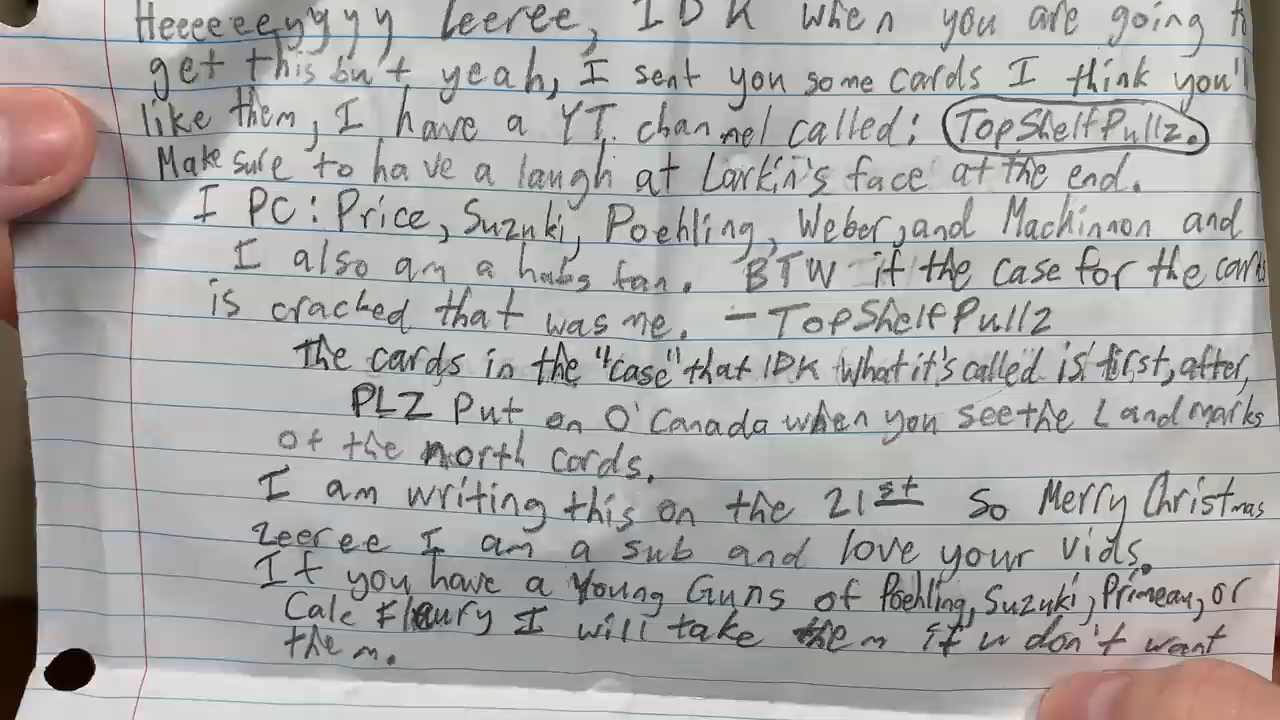 Heeeeeeyyyyy Zeeree, IDK when you are going to
get this bu't yeah, I sent you some cards I think you'l
like them, I have a YT. channel called: TopShelfPullz.
Make sure to have a laugh at Larkin's face at the end.
I PC: Price, Suzuki, Poehling, Weber, and Mackinnon and
I also am a habs fan. BTW if the case for the cards
is cracked that was me. - TopShelfPullz
The cards in the "case" that IDK what it's called is first, after,
PLZ Put on O'Canada when you see the Landmarks
of the north cards.
I am writing this on the 21st so Merry Christmas
Zeeree I am a sub and love your vids.
If you have a Young Guns of Poehling, Suzuki, Primeau, or
Cale Fleury I will take them if u don't want
them.